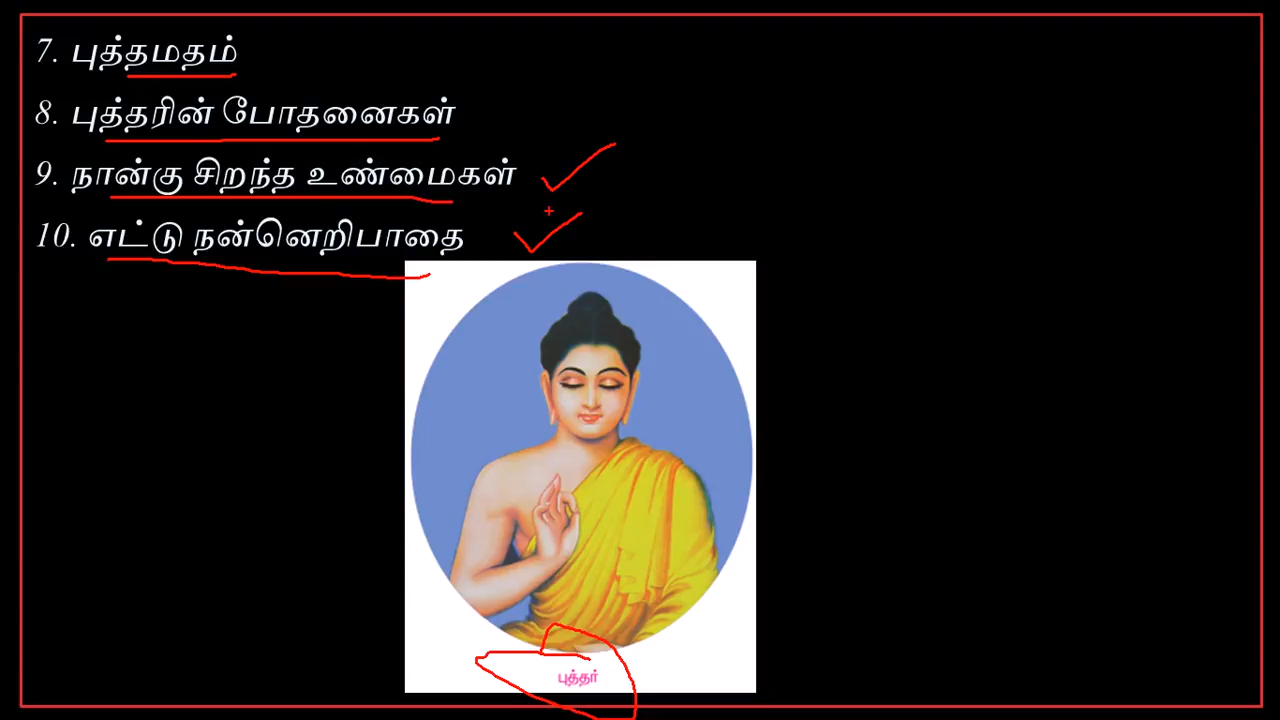 7. புத்தமதம்
8. புத்தரின் போதனைகள்
9. நான்கு சிறந்த உண்மைகள்
10. எட்டு நன்னெறிபாதை
புத்தர்